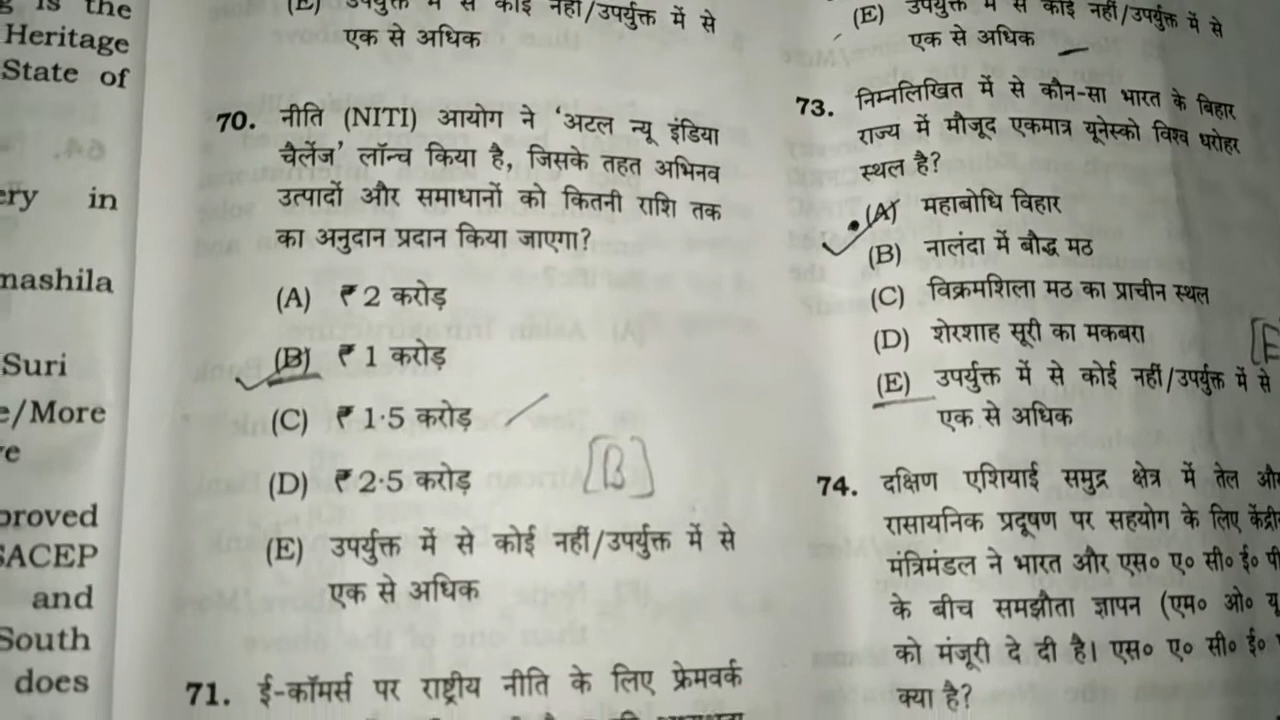 is the
Heritage
State of
ery in
mashila
Suri
e/More
re
proved
SACEP
and
South
does
(E) उपर्युक्त में से कोई नहीं/उपर्युक्त में से
एक से अधिक
70. नीति (NITI) आयोग ने 'अटल न्यू इंडिया
चैलेंज' लॉन्च किया है, जिसके तहत अभिनव
उत्पादों और समाधानों को कितनी राशि तक
का अनुदान प्रदान किया जाएगा?
(A) ₹ 2 करोड़
(B) ₹ 1 करोड़
(C) ₹ 1·5 करोड़
(D) ₹ 2·5 करोड़
[B]
(E) उपर्युक्त में से कोई नहीं/उपर्युक्त में से
एक से अधिक
71. ई-कॉमर्स पर राष्ट्रीय नीति के लिए फ्रेमवर्क
(E) उपर्युक्त में से कोई नहीं/उपर्युक्त में से
एक से अधिक
73. निम्नलिखित में से कौन-सा भारत के बिहार
राज्य में मौजूद एकमात्र यूनेस्को विश्व धरोहर
स्थल है?
(A) महाबोधि विहार
(B) नालंदा में बौद्ध मठ
(C) विक्रमशिला मठ का प्राचीन स्थल
(D) शेरशाह सूरी का मकबरा
[E
(E) उपर्युक्त में से कोई नहीं/उपर्युक्त में से
एक से अधिक
74. दक्षिण एशियाई समुद्र क्षेत्र में तेल और
रासायनिक प्रदूषण पर सहयोग के लिए केंद्री
मंत्रिमंडल ने भारत और एस० ए० सी० ई० पी
के बीच समझौता ज्ञापन (एम० ओ० यू
को मंजूरी दे दी है। एस० ए० सी० ई०
क्या है?